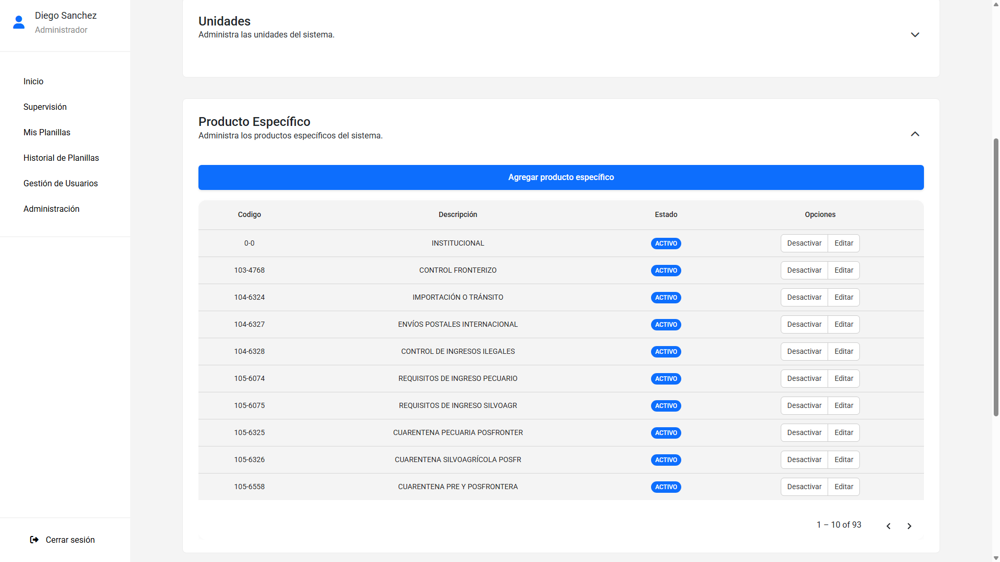 Diego Sanchez
Administrador
Inicio
Supervisión
Mis Planillas
Historial de Planillas
Gestión de Usuarios
Administración
Cerrar sesión
Unidades
Administra las unidades del sistema.
Producto Específico
Administra los productos específicos del sistema.
Agregar producto específico
Codigo Descripción Estado Opciones
0-0 INSTITUCIONAL ACTIVO Desactivar Editar
103-4768 CONTROL FRONTERIZO ACTIVO Desactivar Editar
104-6324 IMPORTACIÓN O TRÁNSITO ACTIVO Desactivar Editar
104-6327 ENVÍOS POSTALES INTERNACIONAL ACTIVO Desactivar Editar
104-6328 CONTROL DE INGRESOS ILEGALES ACTIVO Desactivar Editar
105-6074 REQUISITOS DE INGRESO PECUARIO ACTIVO Desactivar Editar
105-6075 REQUISITOS DE INGRESO SILVOAGR ACTIVO Desactivar Editar
105-6325 CUARENTENA PECUARIA POSFRONTER ACTIVO Desactivar Editar
105-6326 CUARENTENA SILVOAGRÍCOLA POSFR ACTIVO Desactivar Editar
105-6558 CUARENTENA PRE Y POSFRONTERA ACTIVO Desactivar Editar
1 – 10 of 93